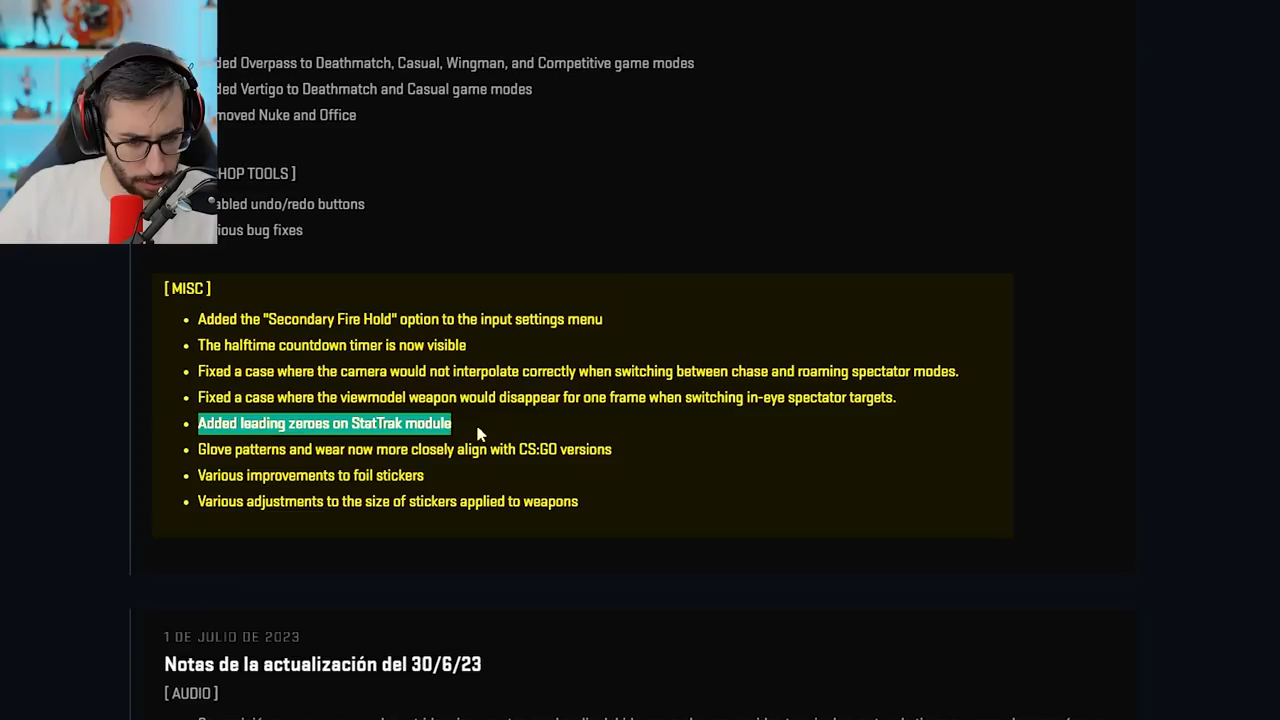 Overpass to Deathmatch, Casual, Wingman, and Competitive game modes
Vertigo to Deathmatch and Casual game modes
Nuke and Office
TOOLS ]
undo/redo buttons
bug fixes
[ MISC ]
Added the "Secondary Fire Hold" option to the input settings menu
The halftime countdown timer is now visible
Fixed a case where the camera would not interpolate correctly when switching between chase and roaming spectator modes.
Fixed a case where the viewmodel weapon would disappear for one frame when switching in-eye spectator targets.
Added leading zeroes on StatTrak module
Glove patterns and wear now more closely align with CS:GO versions
Various improvements to foil stickers
Various adjustments to the size of stickers applied to weapons
1 DE JULIO DE 2023
Notas de la actualización del 30/6/23
[ AUDIO ]